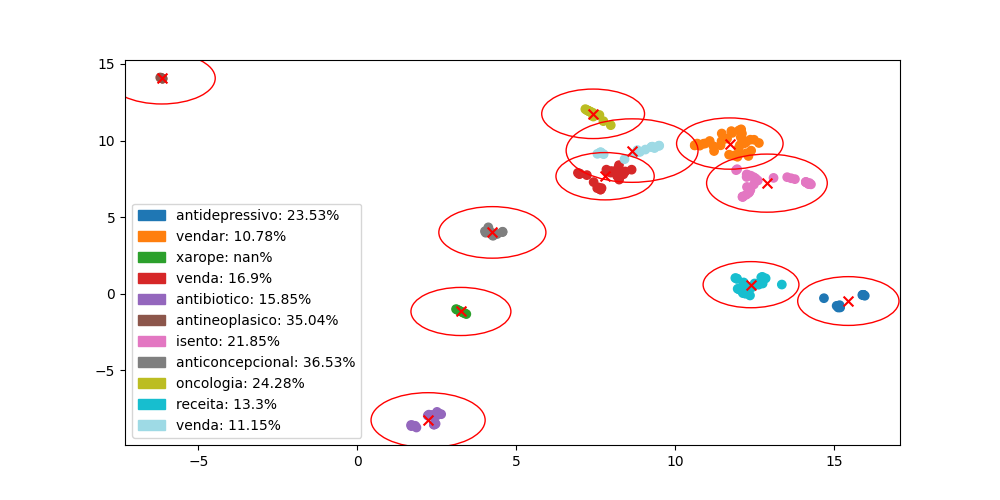 15
10
5
0
−5
−5
0
5
10
15
antidepressivo: 23.53%
vendar: 10.78%
xarope: nan%
venda: 16.9%
antibiotico: 15.85%
antineoplasico: 35.04%
isento: 21.85%
anticoncepcional: 36.53%
oncologia: 24.28%
receita: 13.3%
venda: 11.15%